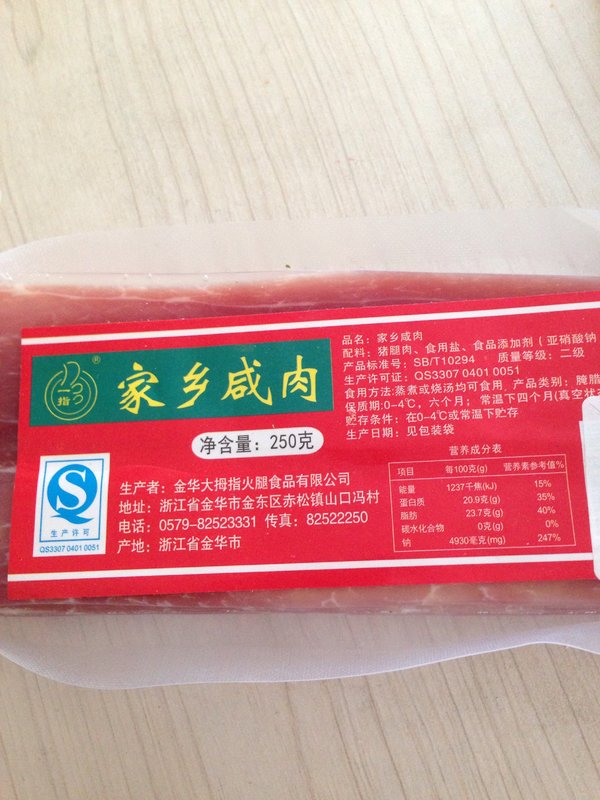 一指
®
家乡咸肉
净含量：250克
生产许可
QS3307 0401 0051
生产者：金华大拇指火腿食品有限公司
地址：浙江省金华市金东区赤松镇山口冯村
电话：0579-82523331 传真：82522250
产地：浙江省金华市
品名：家乡咸肉
配料：猪腿肉、食用盐、食品添加剂（亚硝酸钠
产品标准号：SB/T10294 质量等级：二级
生产许可证：QS3307 0401 0051
食用方法:蒸煮或烧汤均可食用 产品类别：腌腊
保质期:0-4℃，六个月；常温下四个月(真空状
贮存条件：在0-4℃或常温下贮存
生产日期：见包装袋
营养成分表
项目 每100克(g) 营养素参考值%
能量 1237千焦(kJ) 15%
蛋白质 20.9克(g) 35%
脂肪 23.7克(g) 40%
碳水化合物 0克(g) 0%
钠 4930毫克(mg) 247%